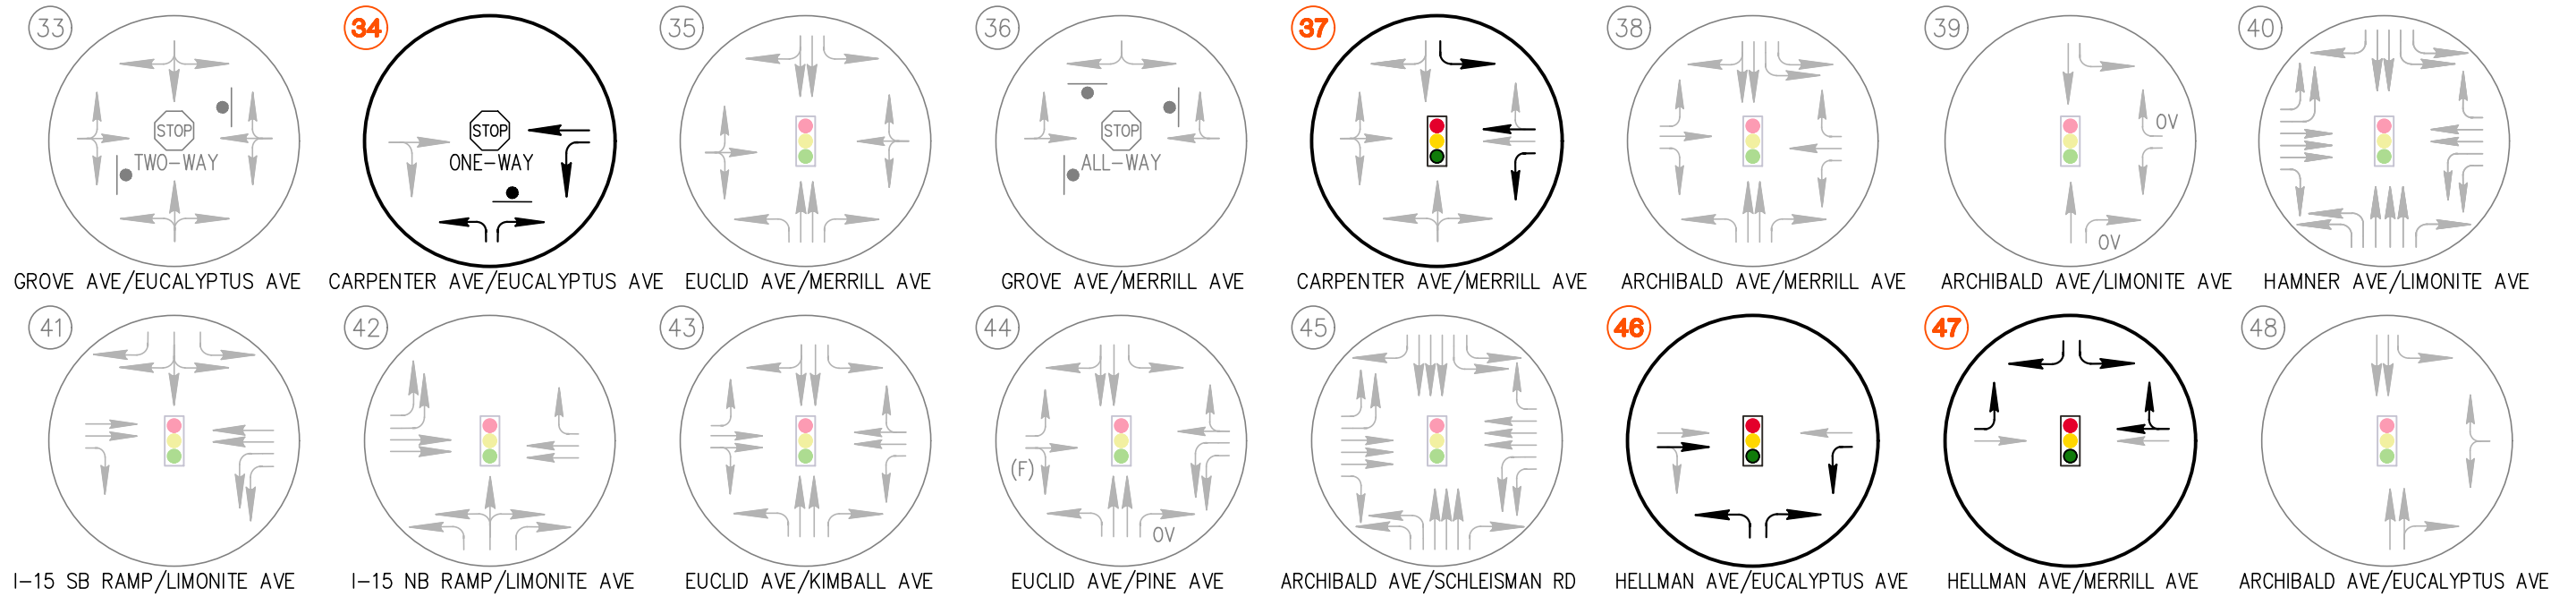 33 34 35 36 37 38 39 40
STOP
TWO-WAY
STOP
ONE-WAY
STOP
ALL-WAY
OV
OV
GROVE AVE/EUCALYPTUS AVE
CARPENTER AVE/EUCALYPTUS AVE
EUCLID AVE/MERRILL AVE
GROVE AVE/MERRILL AVE
CARPENTER AVE/MERRILL AVE
ARCHIBALD AVE/MERRILL AVE
ARCHIBALD AVE/LIMONITE AVE
HAMNER AVE/LIMONITE AVE
41 42 43 44 45 46 47 48
(F)
OV
I-15 SB RAMP/LIMONITE AVE
I-15 NB RAMP/LIMONITE AVE
EUCLID AVE/KIMBALL AVE
EUCLID AVE/PINE AVE
ARCHIBALD AVE/SCHLEISMAN RD
HELLMAN AVE/EUCALYPTUS AVE
HELLMAN AVE/MERRILL AVE
ARCHIBALD AVE/EUCALYPTUS AVE